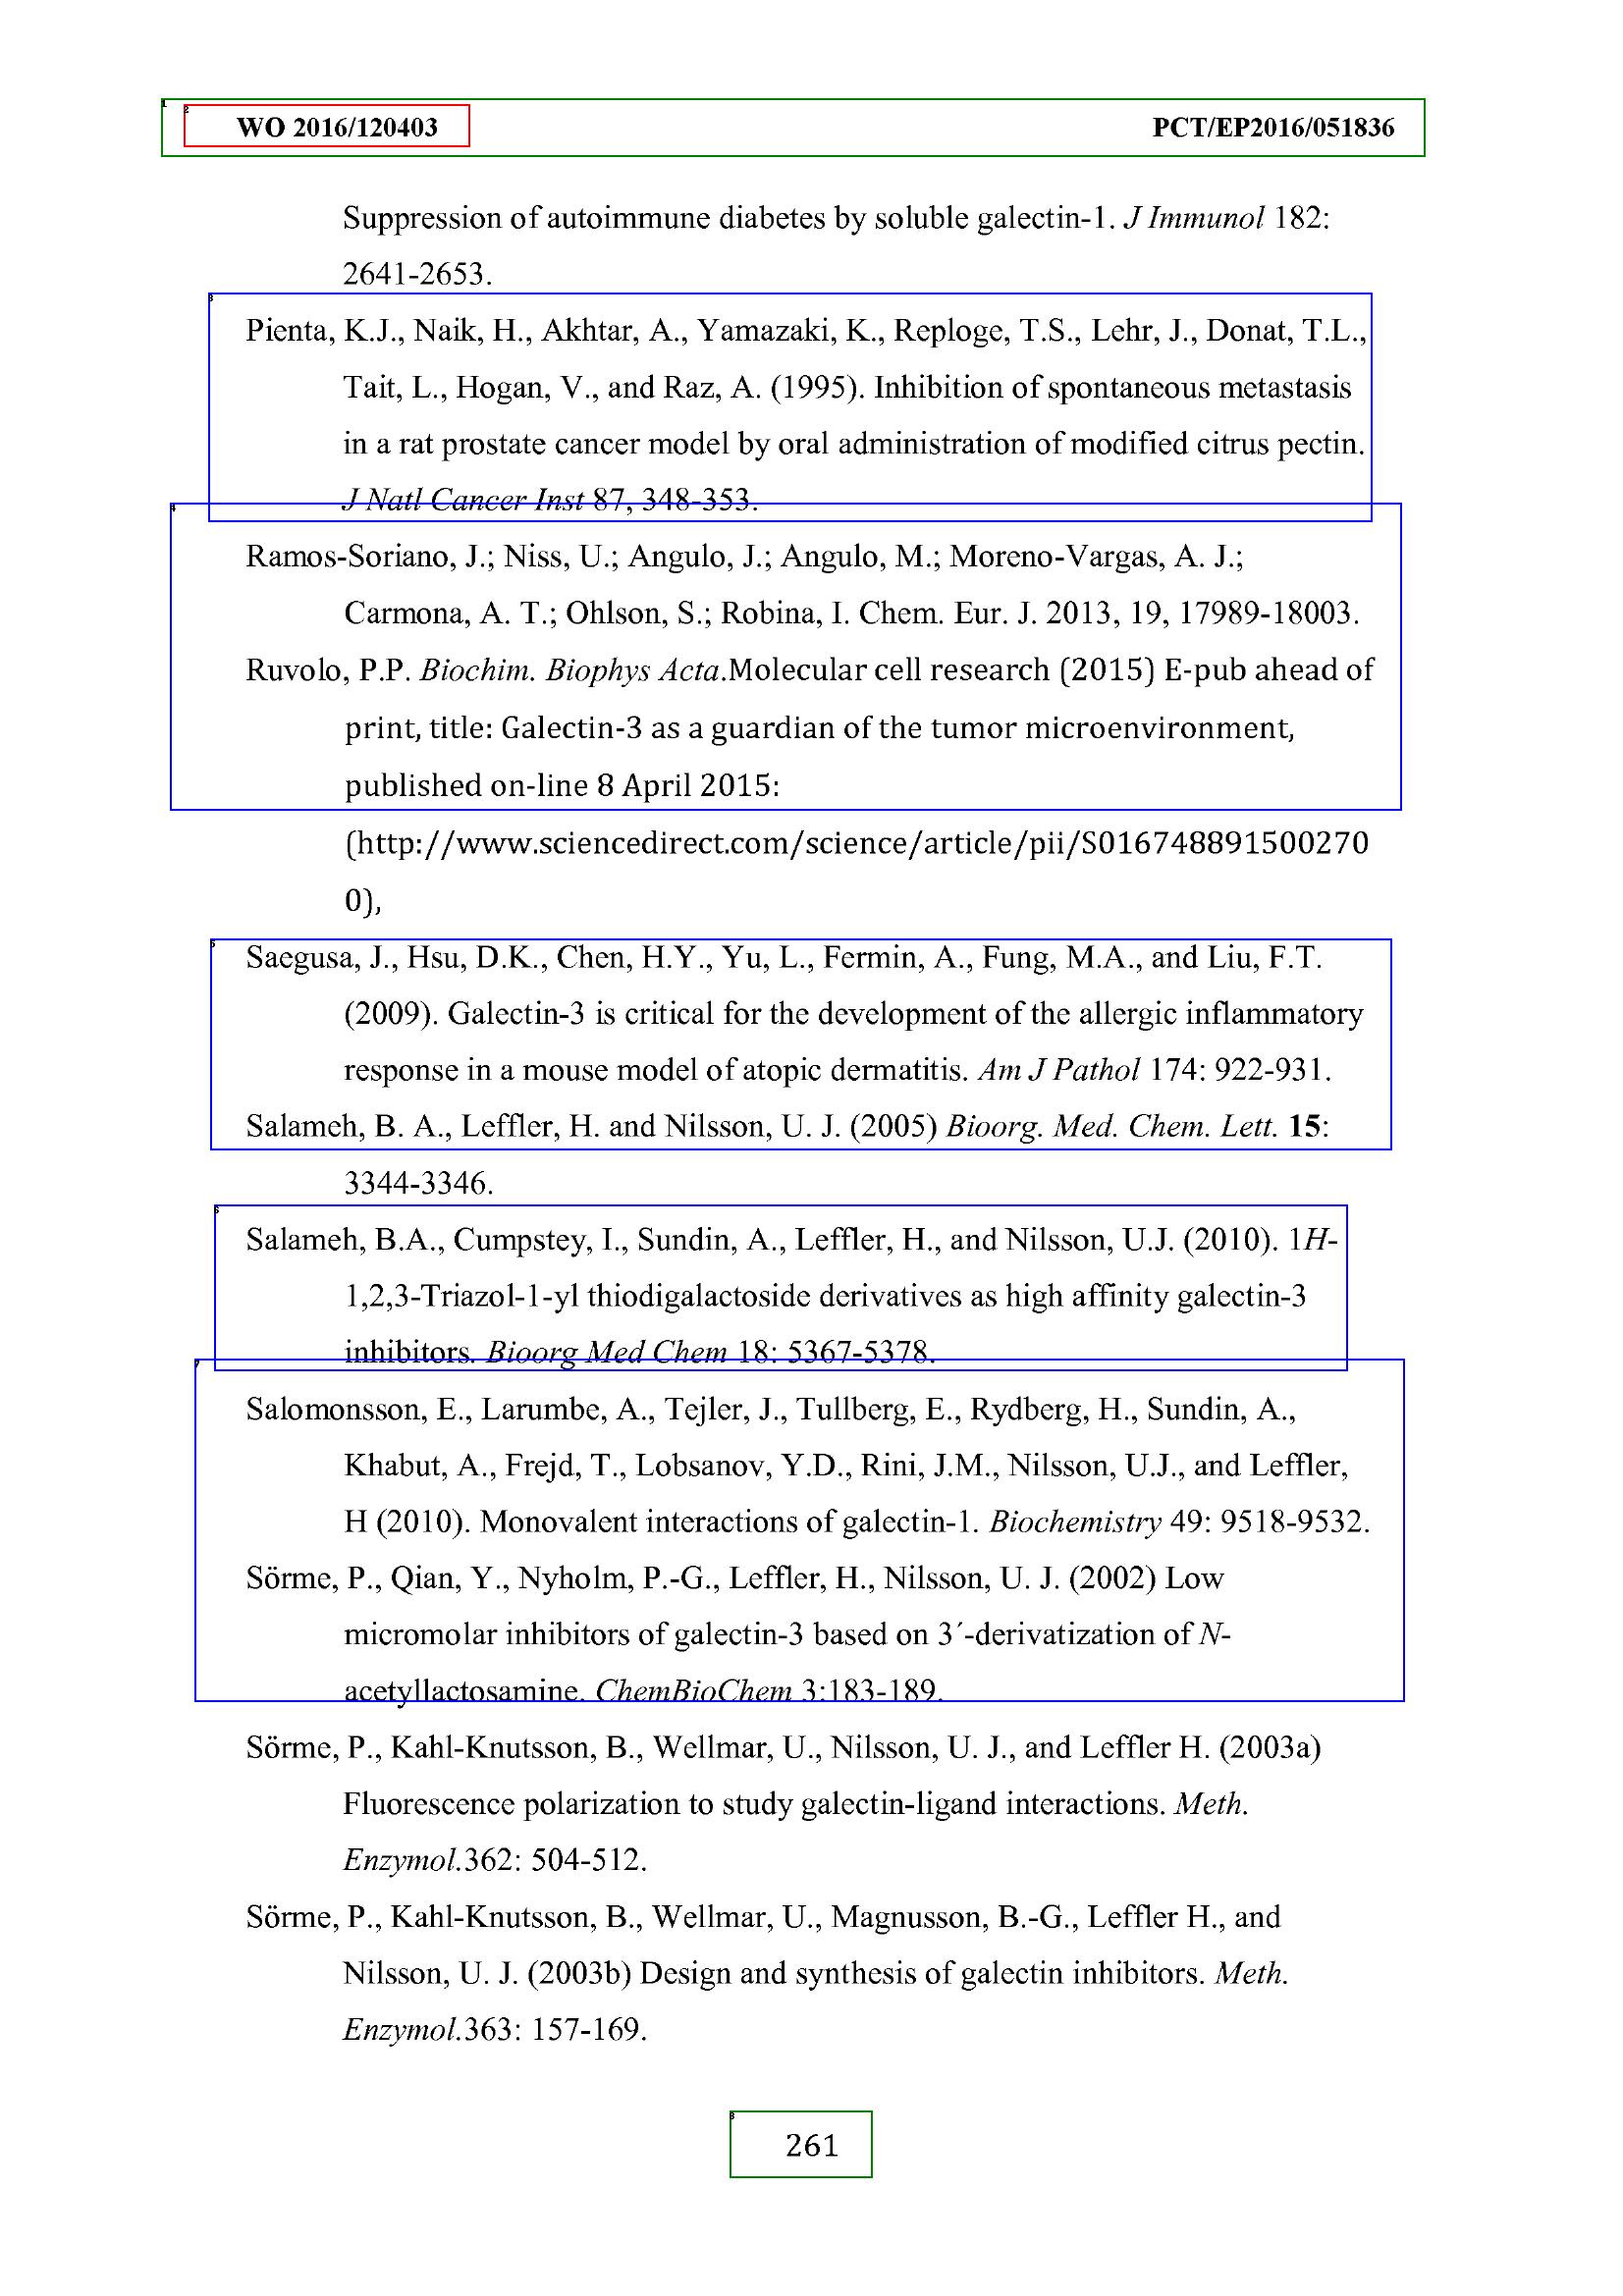 WO 2016/120403 PCT/EP2016/051836
Suppression of autoimmune diabetes by soluble galectin-1. J Immunol 182:
2641-2653.
Pienta, K.J., Naik, H., Akhtar, A., Yamazaki, K., Reploge, T.S., Lehr, J., Donat, T.L.,
Tait, L., Hogan, V., and Raz, A. (1995). Inhibition of spontaneous metastasis
in a rat prostate cancer model by oral administration of modified citrus pectin.
J Natl Cancer Inst 87, 348-353.
Ramos-Soriano, J.; Niss, U.; Angulo, J.; Angulo, M.; Moreno-Vargas, A. J.;
Carmona, A. T.; Ohlson, S.; Robina, I. Chem. Eur. J. 2013, 19, 17989-18003.
Ruvolo, P.P. Biochim. Biophys Acta.Molecular cell research (2015) E-pub ahead of
print, title: Galectin-3 as a guardian of the tumor microenvironment,
published on-line 8 April 2015:
(http://www.sciencedirect.com/science/article/pii/S016748891500270
0),
Saegusa, J., Hsu, D.K., Chen, H.Y., Yu, L., Fermin, A., Fung, M.A., and Liu, F.T.
(2009). Galectin-3 is critical for the development of the allergic inflammatory
response in a mouse model of atopic dermatitis. Am J Pathol 174: 922-931.
Salameh, B. A., Leffler, H. and Nilsson, U. J. (2005) Bioorg. Med. Chem. Lett. 15:
3344-3346.
Salameh, B.A., Cumpstey, I., Sundin, A., Leffler, H., and Nilsson, U.J. (2010). 1H-
1,2,3-Triazol-1-yl thiodigalactoside derivatives as high affinity galectin-3
inhibitors. Bioorg Med Chem 18: 5367-5378.
Salomonsson, E., Larumbe, A., Tejler, J., Tullberg, E., Rydberg, H., Sundin, A.,
Khabut, A., Frejd, T., Lobsanov, Y.D., Rini, J.M., Nilsson, U.J., and Leffler,
H (2010). Monovalent interactions of galectin-1. Biochemistry 49: 9518-9532.
Sörme, P., Qian, Y., Nyholm, P.-G., Leffler, H., Nilsson, U. J. (2002) Low
micromolar inhibitors of galectin-3 based on 3´-derivatization of N-
acetyllactosamine. ChemBioChem 3:183-189.
Sörme, P., Kahl-Knutsson, B., Wellmar, U., Nilsson, U. J., and Leffler H. (2003a)
Fluorescence polarization to study galectin-ligand interactions. Meth.
Enzymol.362: 504-512.
Sörme, P., Kahl-Knutsson, B., Wellmar, U., Magnusson, B.-G., Leffler H., and
Nilsson, U. J. (2003b) Design and synthesis of galectin inhibitors. Meth.
Enzymol.363: 157-169.
261